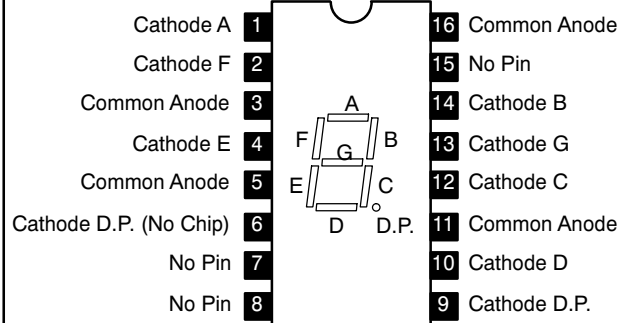 Cathode A 1 16 Common Anode
Cathode F 2 15 No Pin
Common Anode 3 14 Cathode B
A
Cathode E 4 F B 13 Cathode G
G
Common Anode 5 E C 12 Cathode C
Cathode D.P. (No Chip) 6 D D.P. 11 Common Anode
No Pin 7 10 Cathode D
No Pin 8 9 Cathode D.P.